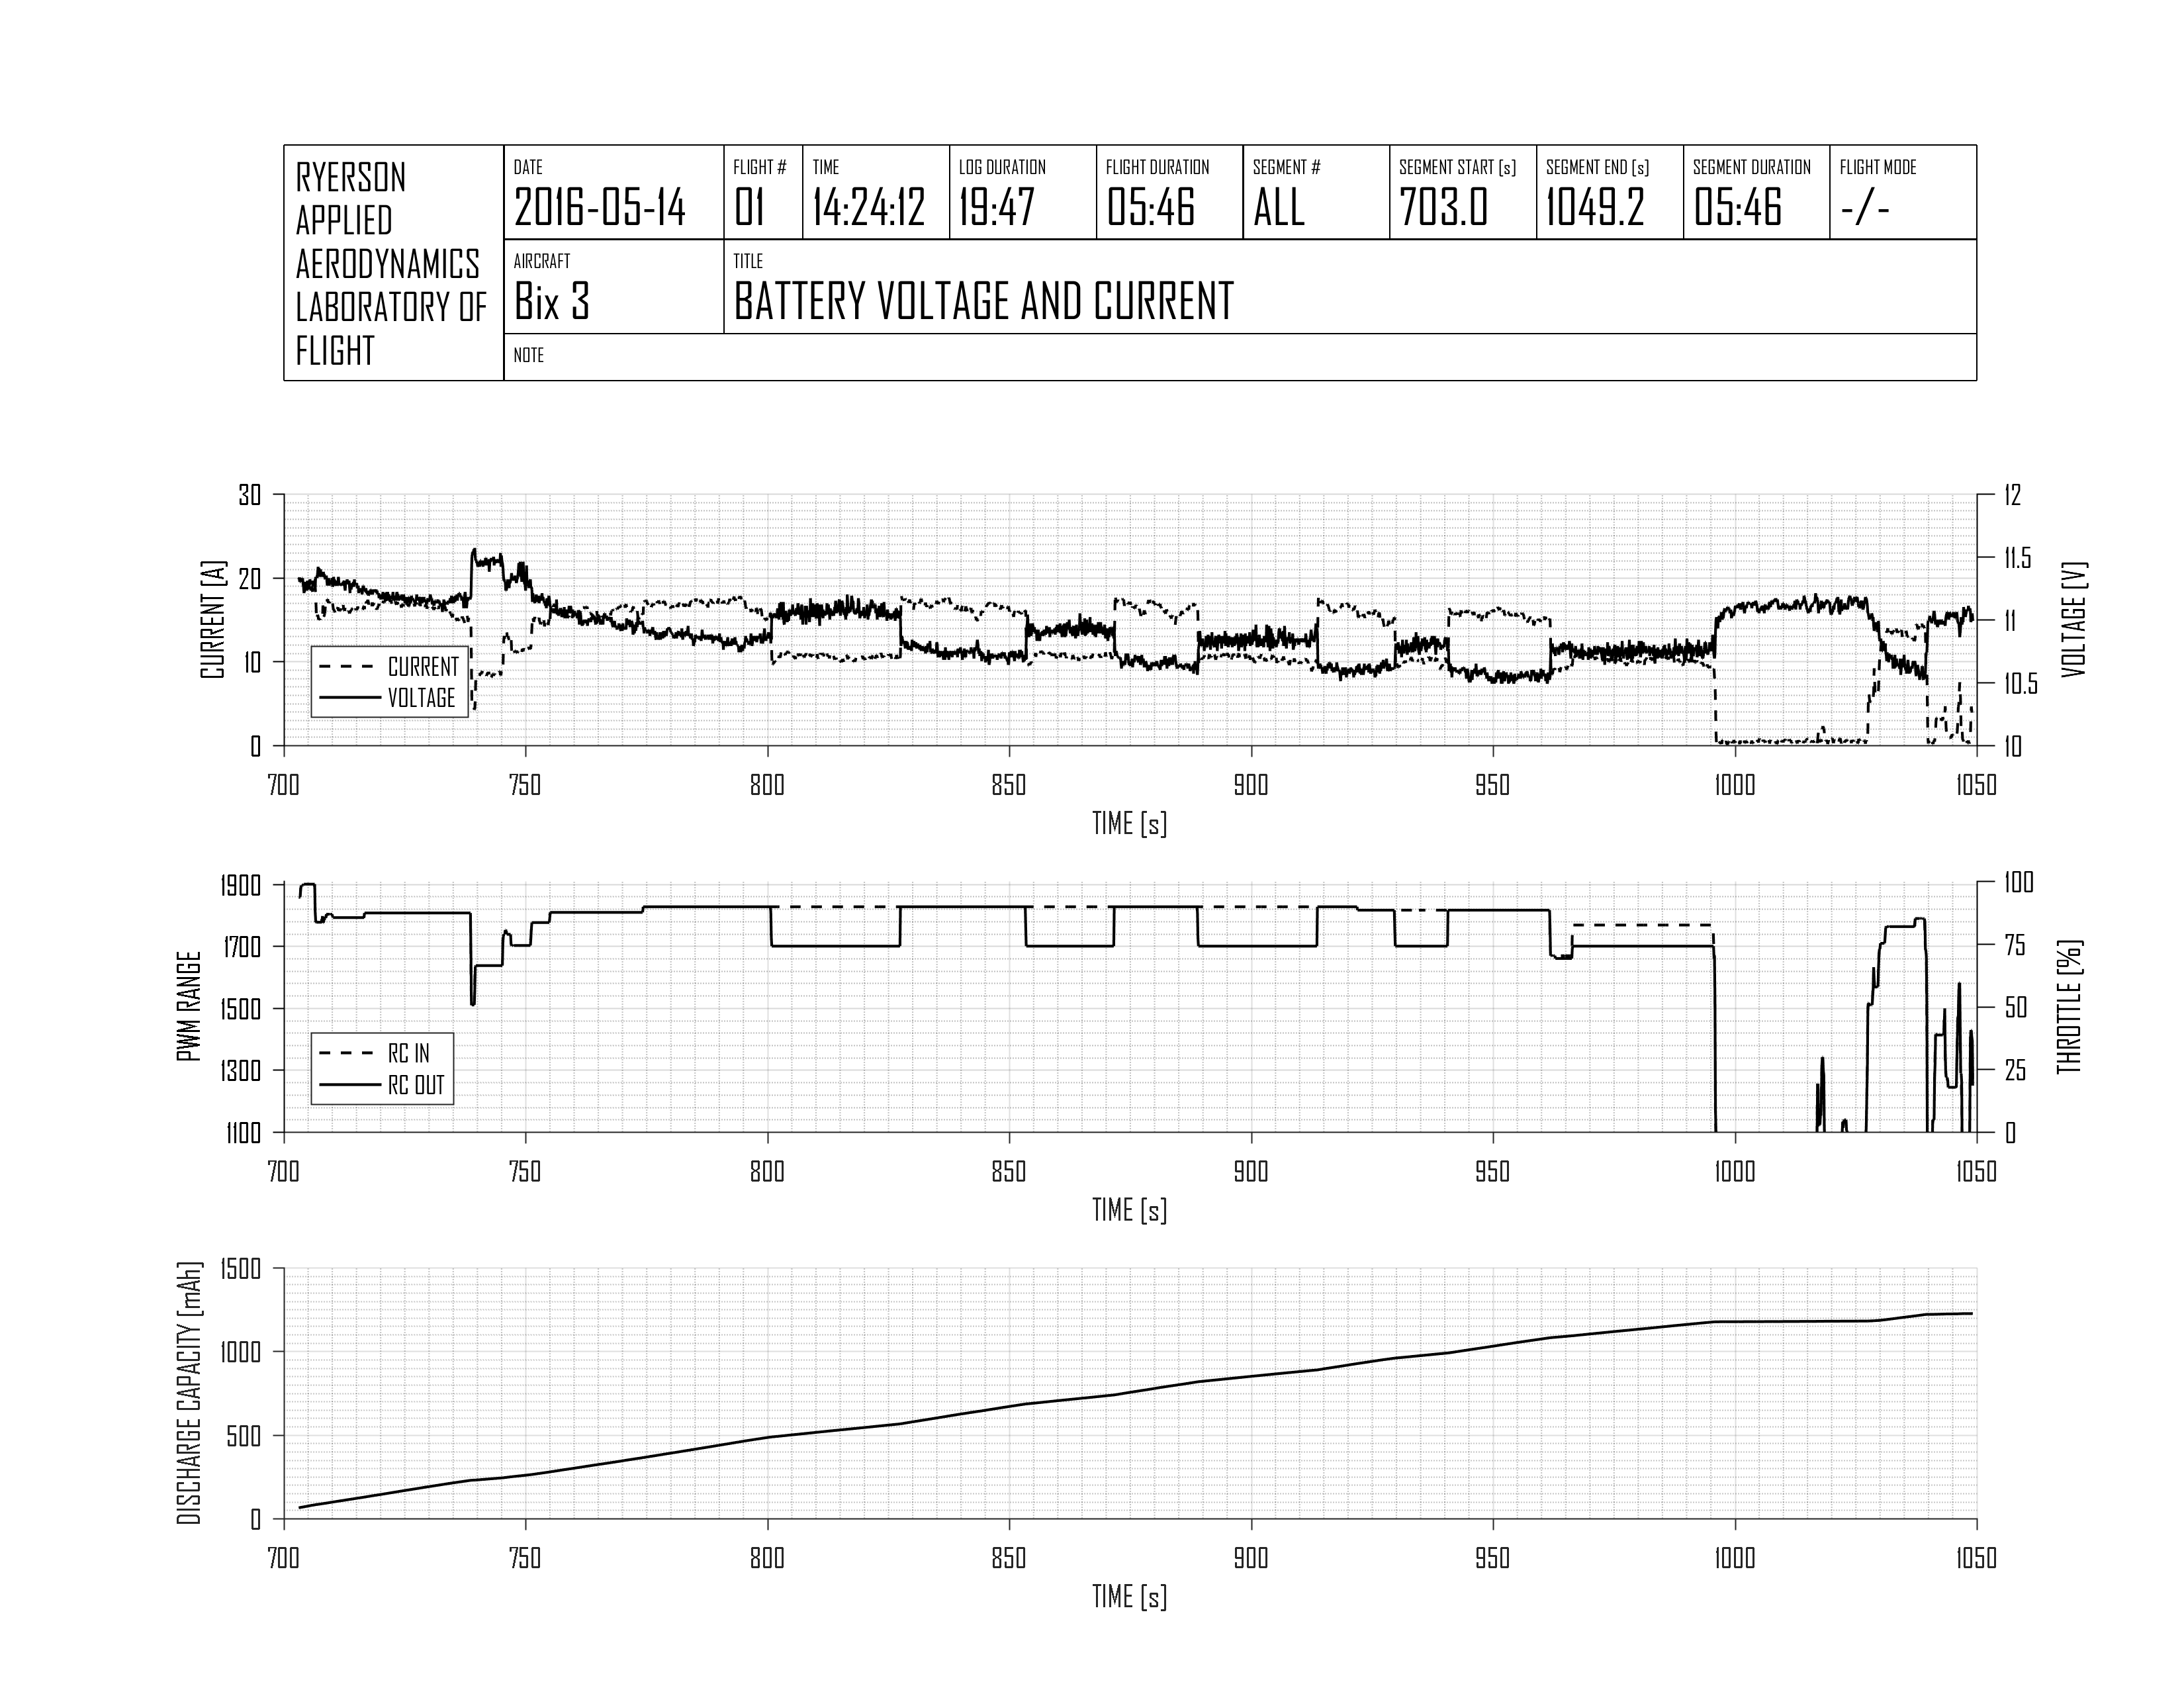 RYERSON
APPLIED
AERODYNAMICS
LABORATORY OF
FLIGHT
DATE
2016-05-14
FLIGHT #
01
TIME
14:24:12
LOG DURATION
19:47
FLIGHT DURATION
05:46
SEGMENT #
ALL
SEGMENT START [s]
703.0
SEGMENT END [s]
1049.2
SEGMENT DURATION
05:46
FLIGHT MODE
-/-
AIRCRAFT
Bix 3
TITLE
BATTERY VOLTAGE AND CURRENT
NOTE
CURRENT [A]
30
20
10
0
CURRENT
VOLTAGE
12
11.5
11
10.5
10
VOLTAGE [V]
700 750 800 850 900 950 1000 1050
TIME [s]
PWM RANGE
1900
1700
1500
1300
1100
RC IN
RC OUT
100
75
50
25
0
THROTTLE [%]
700 750 800 850 900 950 1000 1050
TIME [s]
DISCHARGE CAPACITY [mAh]
1500
1000
500
0
700 750 800 850 900 950 1000 1050
TIME [s]